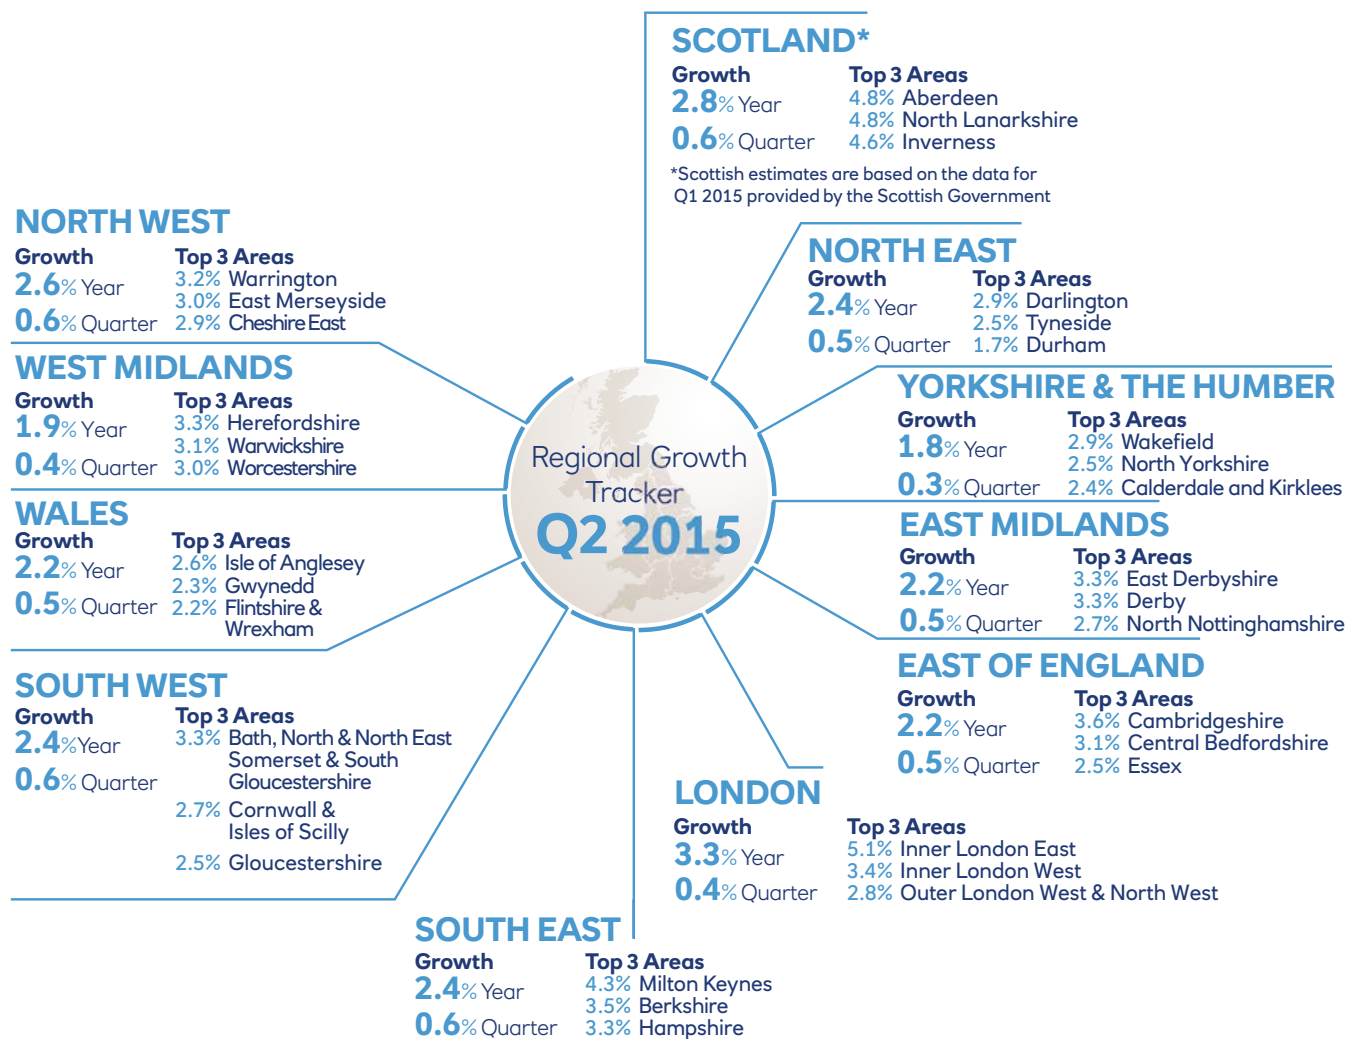 SCOTLAND*
Growth
2.8% Year
0.6% Quarter
Top 3 Areas
4.8% Aberdeen
4.8% North Lanarkshire
4.6% Inverness
*Scottish estimates are based on the data for
Q1 2015 provided by the Scottish Government
NORTH WEST
Growth
2.6% Year
0.6% Quarter
Top 3 Areas
3.2% Warrington
3.0% East Merseyside
2.9% Cheshire East
NORTH EAST
Growth
2.4% Year
0.5% Quarter
Top 3 Areas
2.9% Darlington
2.5% Tyneside
1.7% Durham
WEST MIDLANDS
Growth
1.9% Year
0.4% Quarter
Top 3 Areas
3.3% Herefordshire
3.1% Warwickshire
3.0% Worcestershire
YORKSHIRE & THE HUMBER
Growth
1.8% Year
0.3% Quarter
Top 3 Areas
2.9% Wakefield
2.5% North Yorkshire
2.4% Calderdale and Kirklees
Regional Growth
Tracker
Q2 2015
WALES
Growth
2.2% Year
0.5% Quarter
Top 3 Areas
2.6% Isle of Anglesey
2.3% Gwynedd
2.2% Flintshire &
Wrexham
EAST MIDLANDS
Growth
2.2% Year
0.5% Quarter
Top 3 Areas
3.3% East Derbyshire
3.3% Derby
2.7% North Nottinghamshire
SOUTH WEST
Growth
2.4% Year
0.6% Quarter
Top 3 Areas
3.3% Bath, North & North East
Somerset & South
Gloucestershire
2.7% Cornwall &
Isles of Scilly
2.5% Gloucestershire
EAST OF ENGLAND
Growth
2.2% Year
0.5% Quarter
Top 3 Areas
3.6% Cambridgeshire
3.1% Central Bedfordshire
2.5% Essex
LONDON
Growth
3.3% Year
0.4% Quarter
Top 3 Areas
5.1% Inner London East
3.4% Inner London West
2.8% Outer London West & North West
SOUTH EAST
Growth
2.4% Year
0.6% Quarter
Top 3 Areas
4.3% Milton Keynes
3.5% Berkshire
3.3% Hampshire